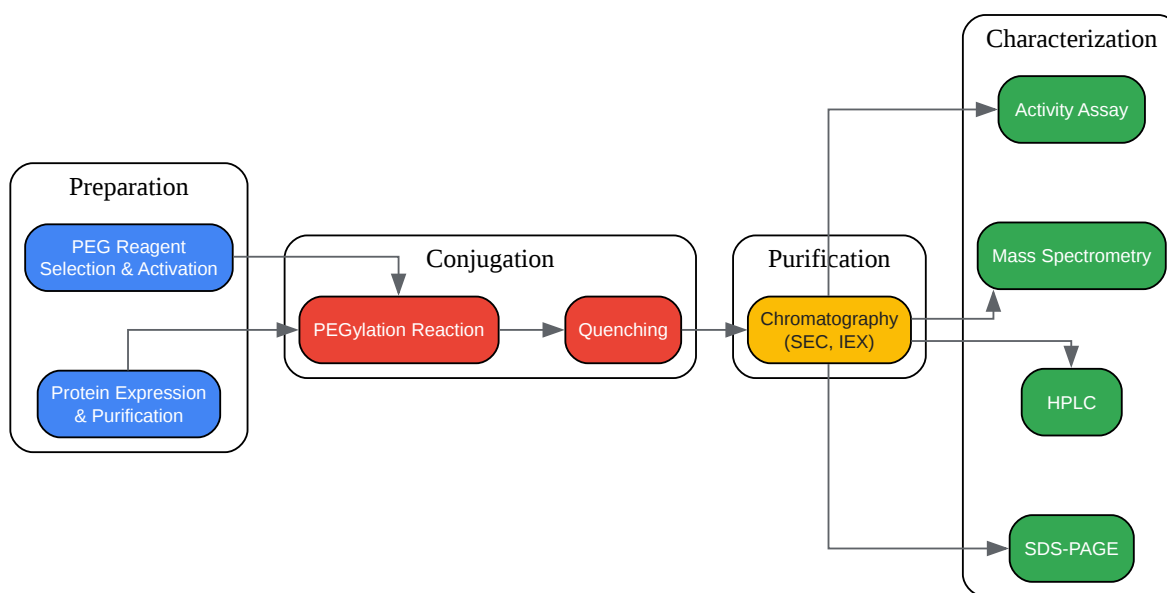 Preparation
PEG Reagent
Selection & Activation
Protein Expression
& Purification
Conjugation
PEGylation Reaction
Quenching
Purification
Chromatography
(SEC, IEX)
Characterization
Activity Assay
Mass Spectrometry
HPLC
SDS-PAGE